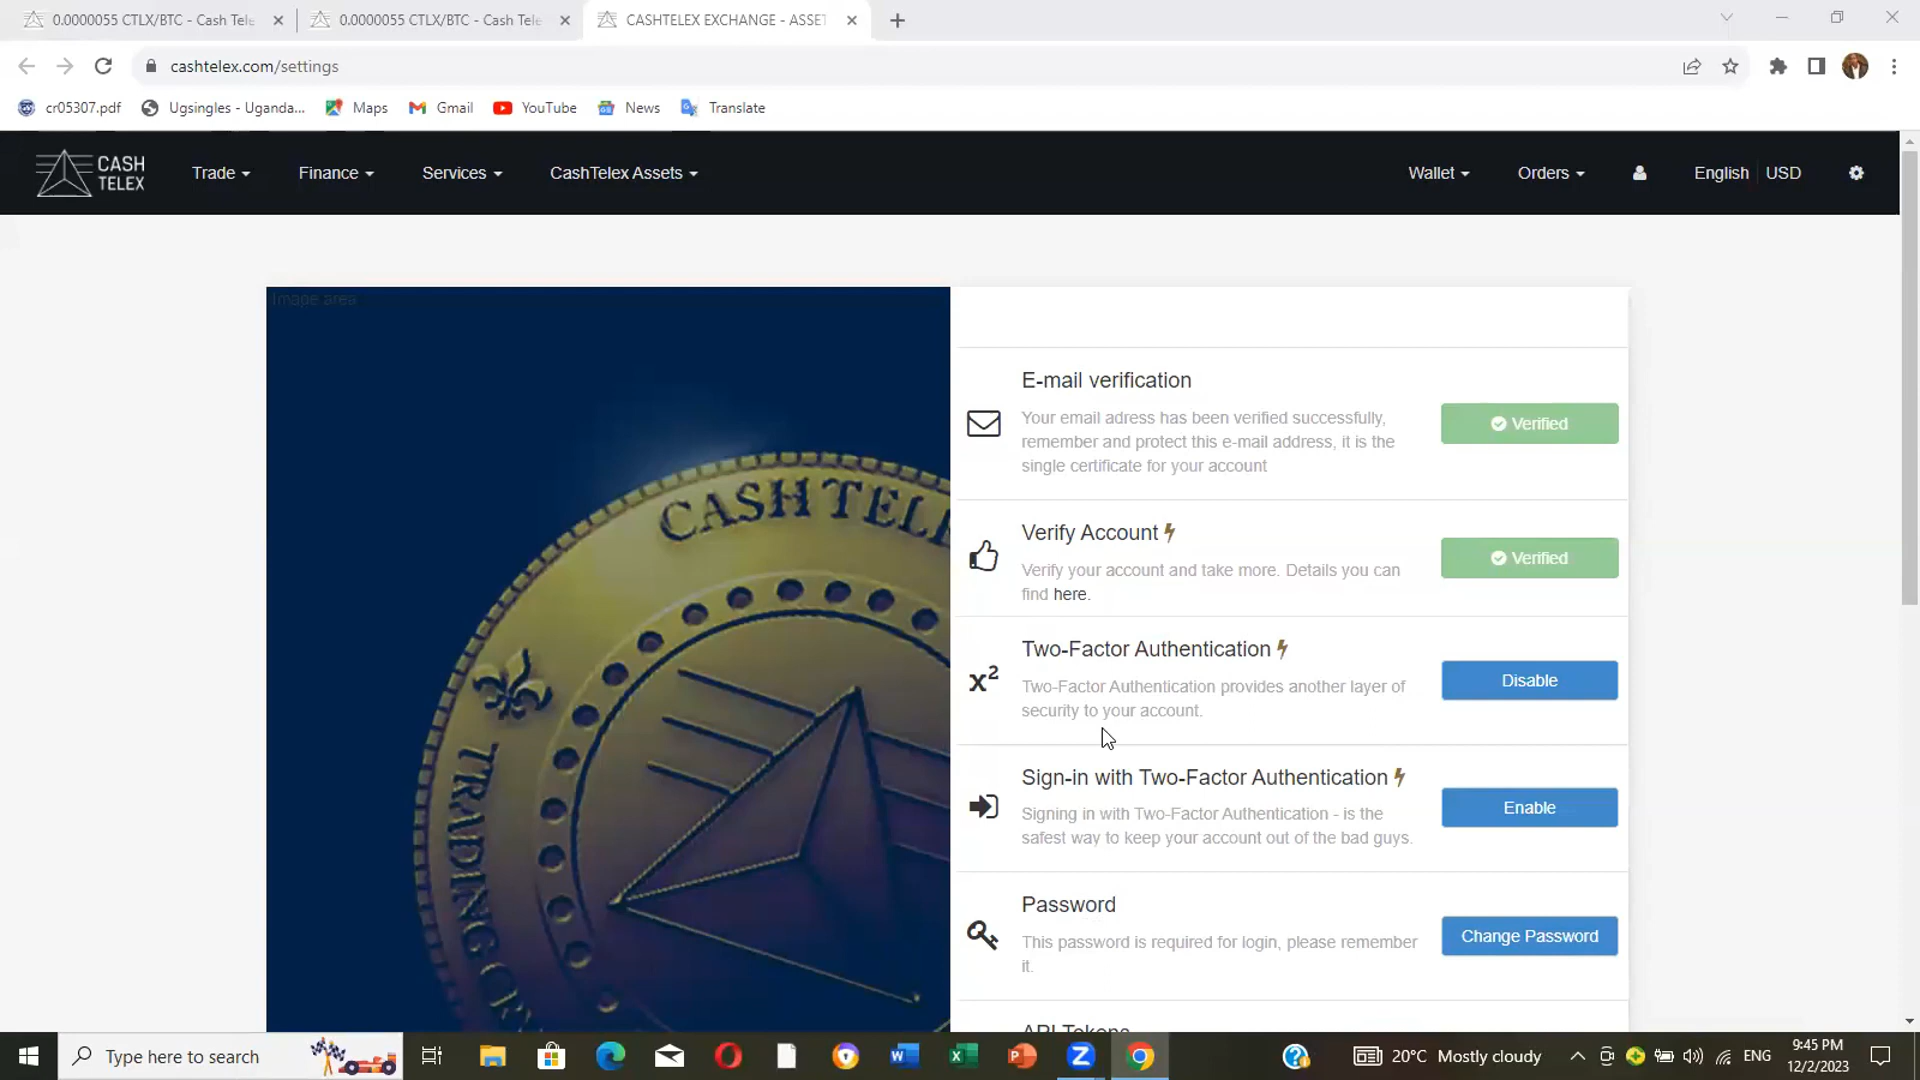 0.0000055 CTLX/BTC - Cash Tele
0.0000055 CTLX/BTC - Cash Tele
CASHTELEX EXCHANGE - ASSET
cashtelex.com/settings
cr05307.pdf
Ugsingles - Uganda...
Maps
Gmail
YouTube
News
Translate
CASH
TELEX
Trade
Finance
Services
CashTelex Assets
Wallet
Orders
English
USD
Image area
CASH TELE
TRADING
E-mail verification
Your email adress has been verified successfully,
remember and protect this e-mail address, it is the
single certificate for your account
Verified
Verify Account
Verify your account and take more. Details you can
find here.
Verified
x²
Two-Factor Authentication
Two-Factor Authentication provides another layer of
security to your account.
Disable
Sign-in with Two-Factor Authentication
Signing in with Two-Factor Authentication - is the
safest way to keep your account out of the bad guys.
Enable
Password
This password is required for login, please remember
it.
Change Password
API Tokens
Type here to search
20°C Mostly cloudy
ENG
9:45 PM
12/2/2023